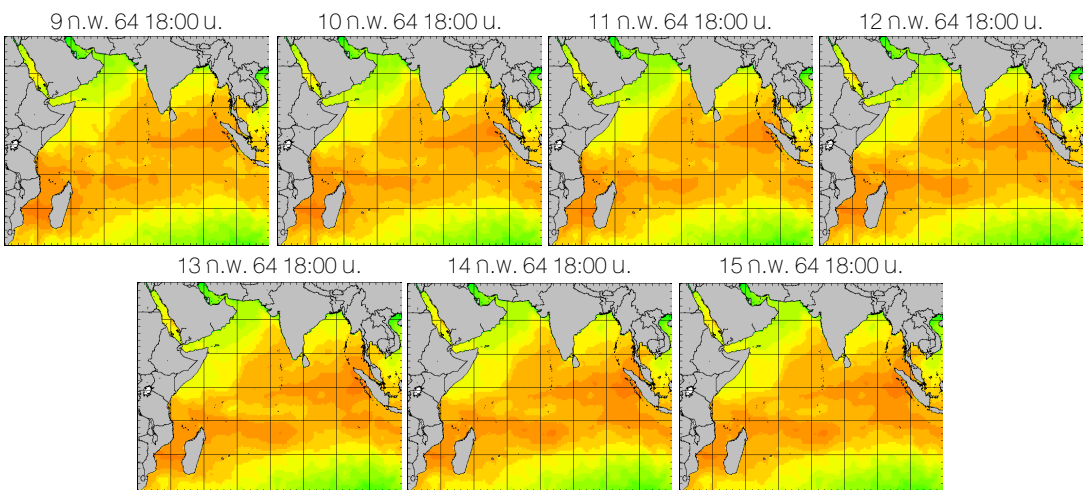 9 ก.พ. 64 18:00 น.
10 ก.พ. 64 18:00 น.
11 ก.พ. 64 18:00 น.
12 ก.พ. 64 18:00 น.
13 ก.พ. 64 18:00 น.
14 ก.พ. 64 18:00 น.
15 ก.พ. 64 18:00 น.